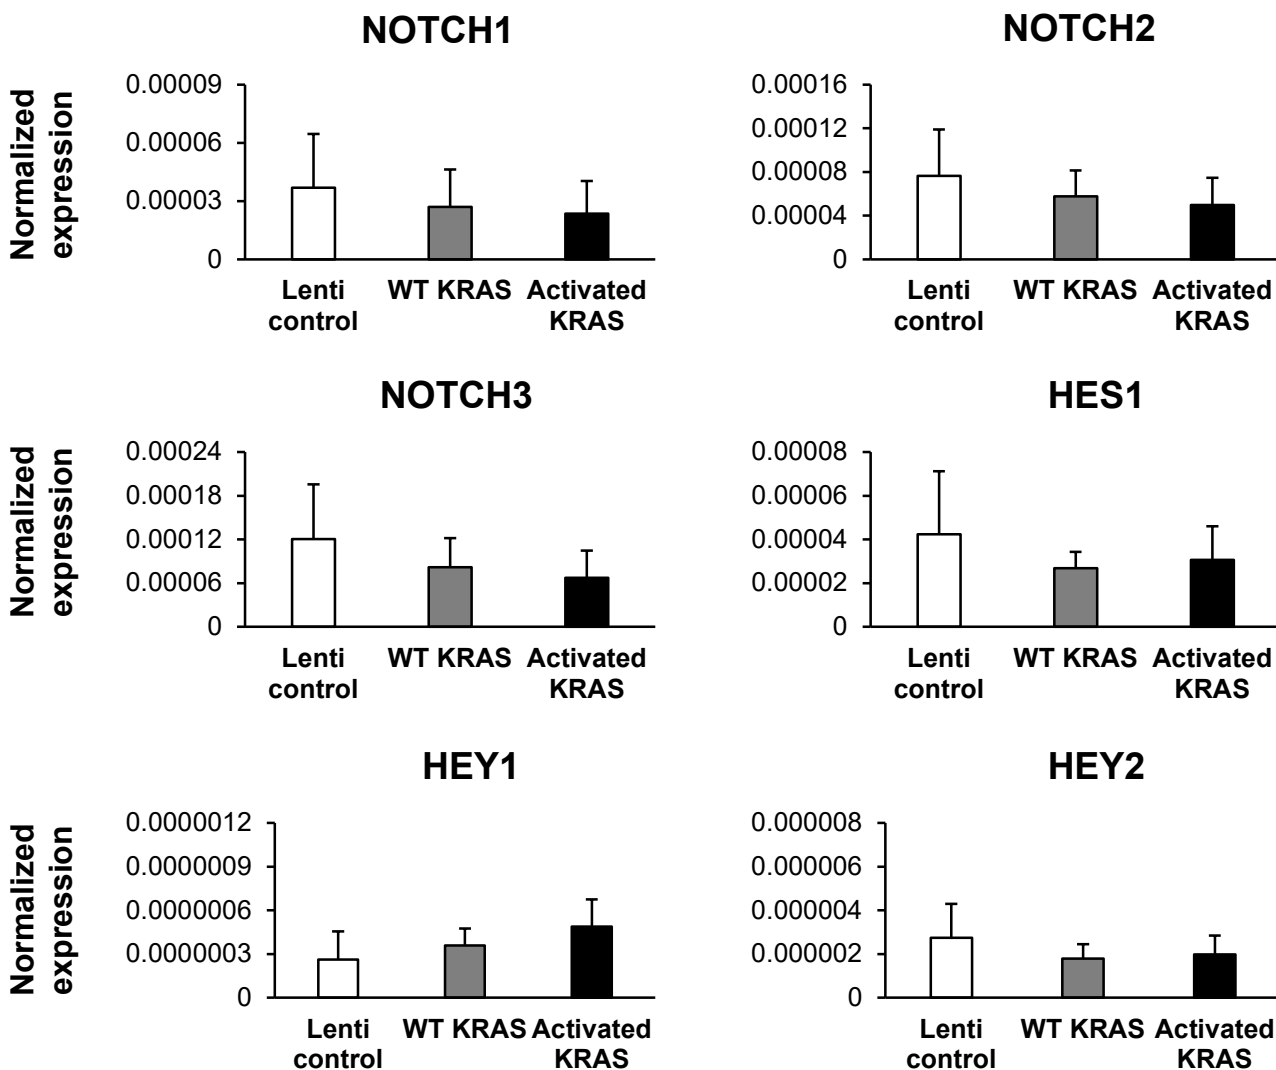 NOTCH1
NOTCH2
Normalized
expression
0.00009
0.00006
0.00003
0
Lenti
control
WT KRAS
Activated
KRAS
0.00016
0.00012
0.00008
0.00004
0
Lenti
control
WT KRAS
Activated
KRAS
NOTCH3
HES1
Normalized
expression
0.00024
0.00018
0.00012
0.00006
0
Lenti
control
WT KRAS
Activated
KRAS
0.00008
0.00006
0.00004
0.00002
0
Lenti
control
WT KRAS
Activated
KRAS
HEY1
HEY2
Normalized
expression
0.0000012
0.0000009
0.0000006
0.0000003
0
Lenti
control
WT KRAS
Activated
KRAS
0.000008
0.000006
0.000004
0.000002
0
Lenti
control
WT KRAS
Activated
KRAS